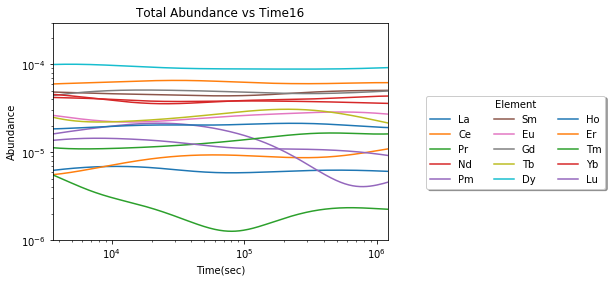 Total Abundance vs Time16
10⁻⁴
10⁻⁵
10⁻⁶
Abundance
10⁴ 10⁵ 10⁶
Time(sec)
Element
La Sm Ho
Ce Eu Er
Pr Gd Tm
Nd Tb Yb
Pm Dy Lu